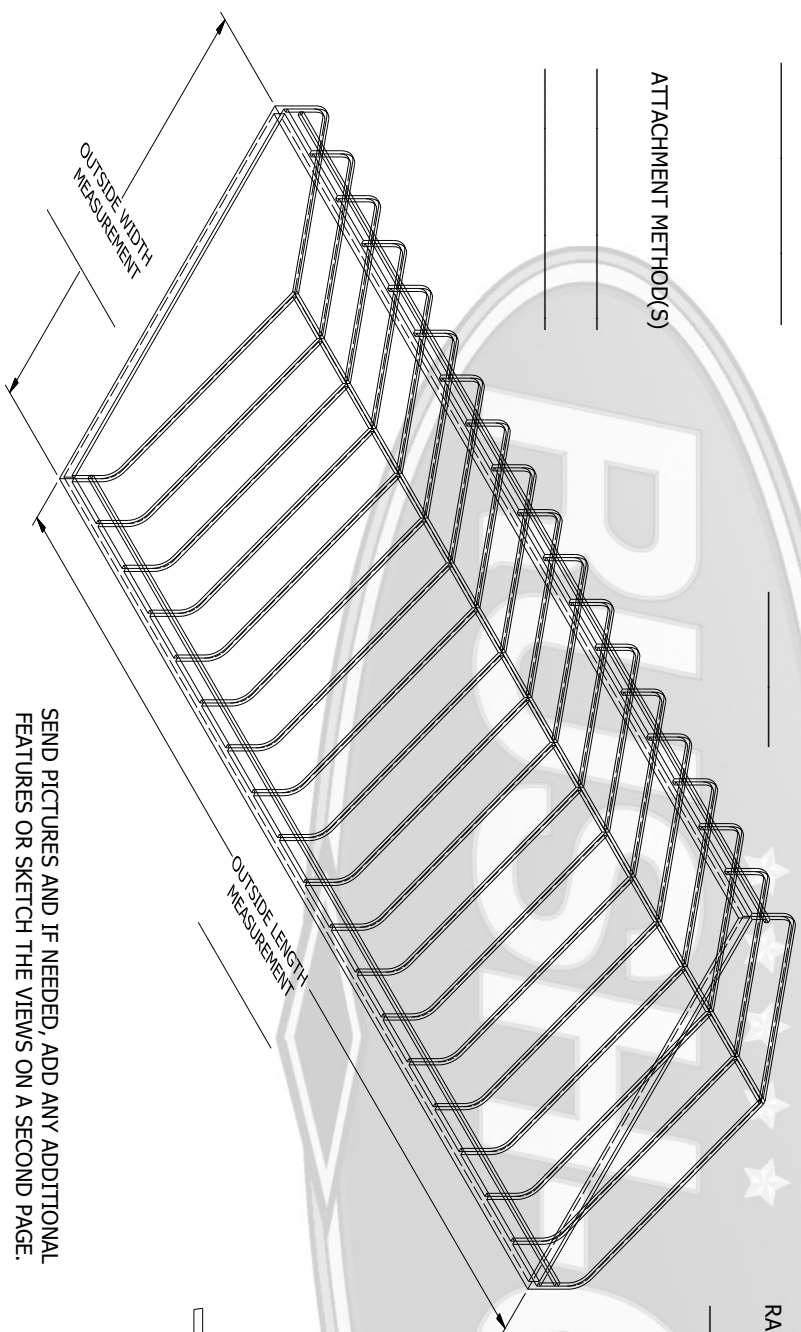 ATTACHMENT METHOD(S)
OUTSIDE WIDTH
MEASUREMENT
OUTSIDE LENGTH
MEASUREMENT
SEND PICTURES AND IF NEEDED, ADD ANY ADDITIONAL
FEATURES OR SKETCH THE VIEWS ON A SECOND PAGE.
RA